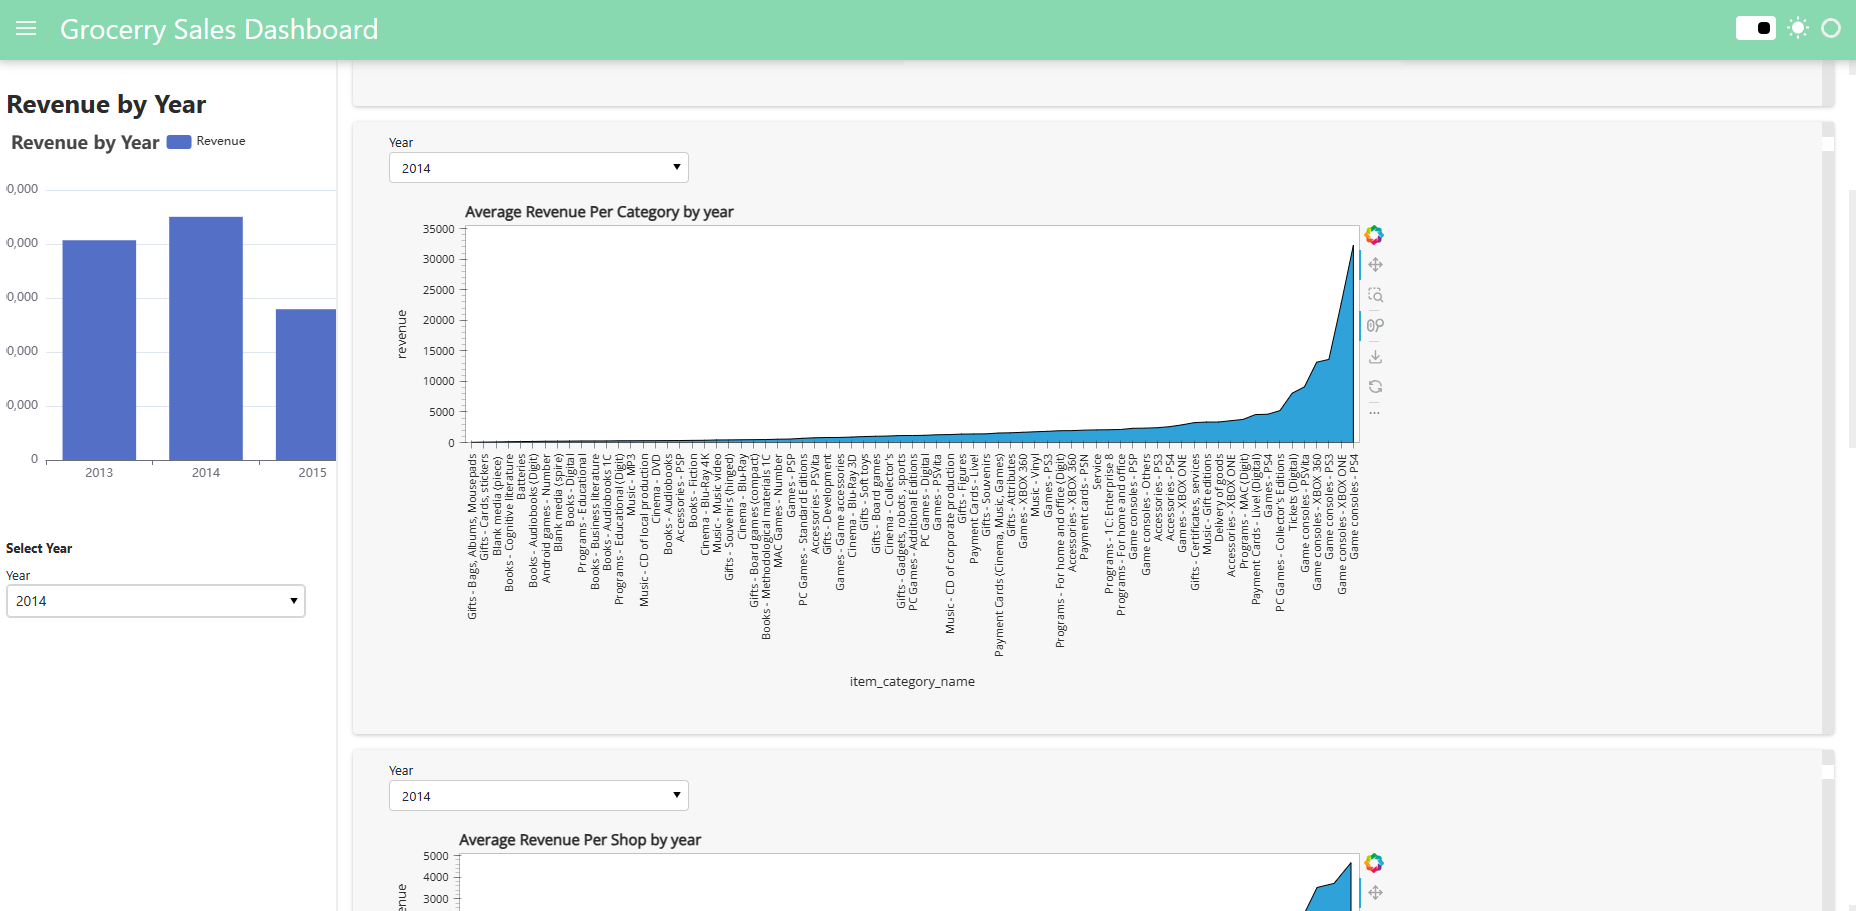 Grocerry Sales Dashboard
Revenue by Year
Revenue by Year
Revenue
0,000
0,000
0,000
0,000
0,000
0
2013
2014
2015
Select Year
Year
2014
Year
2014
Average Revenue Per Category by year
revenue
35000
30000
25000
20000
15000
10000
5000
0
Gifts - Bags, Albums, Mousepads
Gifts - Cards, stickers
Blank media (piece)
Books - Cognitive literature
Batteries
Books - Audiobooks (Digit)
Android games - Number
Blank media (spire)
Books - Digital
Programs - Educational
Books - Business literature
Books - Audiobooks 1C
Programs - Educational (Digit)
Music - MP3
Music - CD of local production
Cinema - DVD
Books - Audiobooks
Accessories - PSP
Books - Fiction
Cinema - Blu-Ray 4K
Music - Music video
Gifts - Souvenirs (hinged)
Cinema - Blu-Ray
Gifts - Board games (compact)
Books - Methodological materials 1C
MAC Games - Number
Games - PSP
PC Games - Standard Editions
Accessories - PSVita
Gifts - Development
Games - Game accessories
Cinema - Blu-Ray 3D
Gifts - Soft toys
Gifts - Board games
Cinema - Collector's
Gifts - Gadgets, robots, sports
PC Games - Additional Editions
PC Games - Digital
Games - PSVita
Music - CD of corporate production
Gifts - Figures
Payment Cards - Live!
Gifts - Souvenirs
Payment Cards (Cinema, Music, Games)
Gifts - Attributes
Games - XBOX 360
Music - Vinyl
Games - PS3
Programs - For home and office (Digit)
Accessories - XBOX 360
Payment cards - PSN
Service
Programs - 1C: Enterprise 8
Programs - For home and office
Game consoles - PSP
Game consoles - Others
Accessories - PS3
Accessories - PS4
Games - XBOX ONE
Gifts - Certificates, services
Music - Gift editions
Delivery of goods
Accessories - XBOX ONE
Programs - MAC (Digit)
Payment Cards - Live! (Digital)
Games - PS4
PC Games - Collector's Editions
Tickets (Digital)
Game consoles - PSVita
Game consoles - XBOX 360
Game consoles - PS3
Game consoles - XBOX ONE
Game consoles - PS4
item_category_name
Year
2014
Average Revenue Per Shop by year
5000
4000
3000
enue